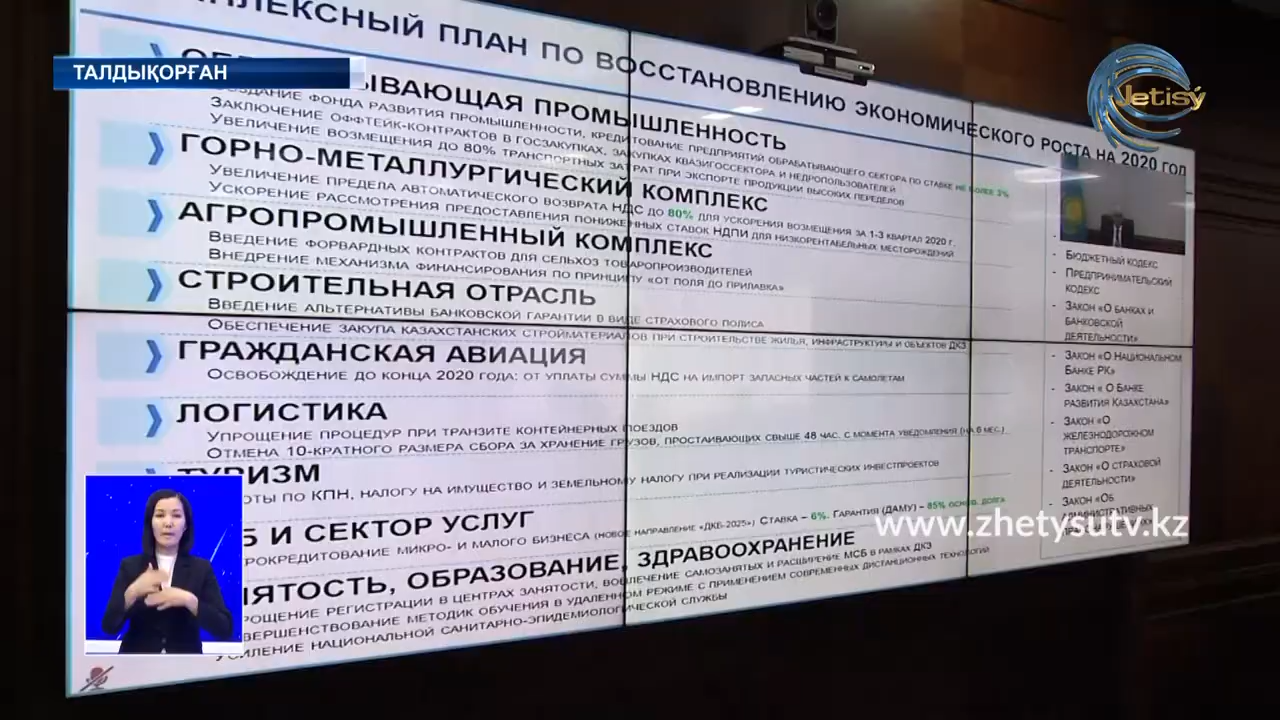 ПЛЕКСНЫЙ ПЛАН ПО ВОССТАНОВЛЕНИЮ ЭКОНОМИЧЕСКОГО РОСТА НА 2020 ГОД
ТАЛДЫҚОРҒАН
Jetisý
ЫВАЮЩАЯ ПРОМЫШЛЕННОСТЬ
ОЗДАНИЕ ФОНДА РАЗВИТИЯ ПРОМЫШЛЕННОСТИ, КРЕДИТОВАНИЕ ПРЕДПРИЯТИЙ ОБРАБАТЫВАЮЩЕГО СЕКТОРА ПО СТАВКЕ НЕ БОЛЕЕ 3%
ЗАКЛЮЧЕНИЕ ОФФТЕЙК-КОНТРАКТОВ В ГОСЗАКУПКАХ, ЗАКУПКАХ КВАЗИГОССЕКТОРА И НЕДРОПОЛЬЗОВАТЕЛЕЙ
УВЕЛИЧЕНИЕ ВОЗМЕЩЕНИЯ ДО 80% ТРАНСПОРТНЫХ ЗАТРАТ ПРИ ЭКСПОРТЕ ПРОДУКЦИИ ВЫСОКИХ ПЕРЕДЕЛОВ
ГОРНО-МЕТАЛЛУРГИЧЕСКИЙ КОМПЛЕКС
УВЕЛИЧЕНИЕ ПРЕДЕЛА АВТОМАТИЧЕСКОГО ВОЗВРАТА НДС ДО 80% ДЛЯ УСКОРЕНИЯ ВОЗМЕЩЕНИЯ ЗА 1-3 КВАРТАЛ 2020 Г.
УСКОРЕНИЕ РАССМОТРЕНИЯ ПРЕДОСТАВЛЕНИЯ ПОНИЖЕННЫХ СТАВОК НДПИ ДЛЯ НИЗКОРЕНТАБЕЛЬНЫХ МЕСТОРОЖДЕНИЙ
АГРОПРОМЫШЛЕННЫЙ КОМПЛЕКС
ВВЕДЕНИЕ ФОРВАРДНЫХ КОНТРАКТОВ ДЛЯ СЕЛЬХОЗ ТОВАРОПРОИЗВОДИТЕЛЕЙ
ВНЕДРЕНИЕ МЕХАНИЗМА ФИНАНСИРОВАНИЯ ПО ПРИНЦИПУ «ОТ ПОЛЯ ДО ПРИЛАВКА»
СТРОИТЕЛЬНАЯ ОТРАСЛЬ
ВВЕДЕНИЕ АЛЬТЕРНАТИВЫ БАНКОВСКОЙ ГАРАНТИИ В ВИДЕ СТРАХОВОГО ПОЛИСА
ОБЕСПЕЧЕНИЕ ЗАКУПА КАЗАХСТАНСКИХ СТРОЙМАТЕРИАЛОВ ПРИ СТРОИТЕЛЬСТВЕ ЖИЛЬЯ, ИНФРАСТРУКТУРЫ И ОБЪЕКТОВ ДКЗ
ГРАЖДАНСКАЯ АВИАЦИЯ
ОСВОБОЖДЕНИЕ ДО КОНЦА 2020 ГОДА: ОТ УПЛАТЫ СУММЫ НДС НА ИМПОРТ ЗАПАСНЫХ ЧАСТЕЙ К САМОЛЕТАМ
ЛОГИСТИКА
УПРОЩЕНИЕ ПРОЦЕДУР ПРИ ТРАНЗИТЕ КОНТЕЙНЕРНЫХ ПОЕЗДОВ
ОТМЕНА 10-КРАТНОГО РАЗМЕРА СБОРА ЗА ХРАНЕНИЕ ГРУЗОВ, ПРОСТАИВАЮЩИХ СВЫШЕ 48 ЧАС. С МОМЕНТА УВЕДОМЛЕНИЯ (НА 6 МЕС.)
ТУРИЗМ
ОТЫ ПО КПН, НАЛОГУ НА ИМУЩЕСТВО И ЗЕМЕЛЬНОМУ НАЛОГУ ПРИ РЕАЛИЗАЦИИ ТУРИСТИЧЕСКИХ ИНВЕСТПРОЕКТОВ
Б И СЕКТОР УСЛУГ
РОКРЕДИТОВАНИЕ МИКРО- И МАЛОГО БИЗНЕСА (НОВОЕ НАПРАВЛЕНИЕ «ДКБ-2025») СТАВКА – 6%. ГАРАНТИЯ (ДАМУ) – 85% ОСНОВ. ДОЛГА
НЯТОСТЬ, ОБРАЗОВАНИЕ, ЗДРАВООХРАНЕНИЕ
РОЩЕНИЕ РЕГИСТРАЦИИ В ЦЕНТРАХ ЗАНЯТОСТИ, ВОВЛЕЧЕНИЕ САМОЗАНЯТЫХ И РАСШИРЕНИЕ МСБ В РАМКАХ ДКЗ
ВЕРШЕНСТВОВАНИЕ МЕТОДИК ОБУЧЕНИЯ В УДАЛЕННОМ РЕЖИМЕ С ПРИМЕНЕНИЕМ СОВРЕМЕННЫХ ДИСТАНЦИОННЫХ ТЕХНОЛОГИЙ
УСИЛЕНИЕ НАЦИОНАЛЬНОЙ САНИТАРНО-ЭПИДЕМИОЛОГИЧЕСКОЙ СЛУЖБЫ
- БЮДЖЕТНЫЙ КОДЕКС
- ПРЕДПРИНИМАТЕЛЬСКИЙ
КОДЕКС
- ЗАКОН «О БАНКАХ И
БАНКОВСКОЙ
ДЕЯТЕЛЬНОСТИ»
- ЗАКОН «О НАЦИОНАЛЬНОМ
БАНКЕ РК»
- ЗАКОН « О БАНКЕ
РАЗВИТИЯ КАЗАХСТАНА»
- ЗАКОН «О
ЖЕЛЕЗНОДОРОЖНОМ
ТРАНСПОРТЕ»
- ЗАКОН «О СТРАХОВОЙ
ДЕЯТЕЛЬНОСТИ»
- ЗАКОН «ОБ
АДМИНИСТРАТИВНЫХ
www.zhetysutv.kz